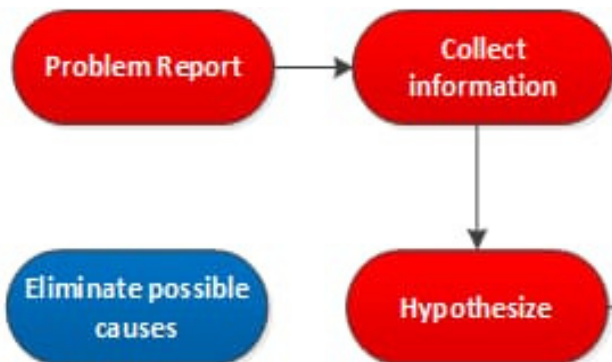 Problem Report
Collect
information
Eliminate possible
causes
Hypothesize